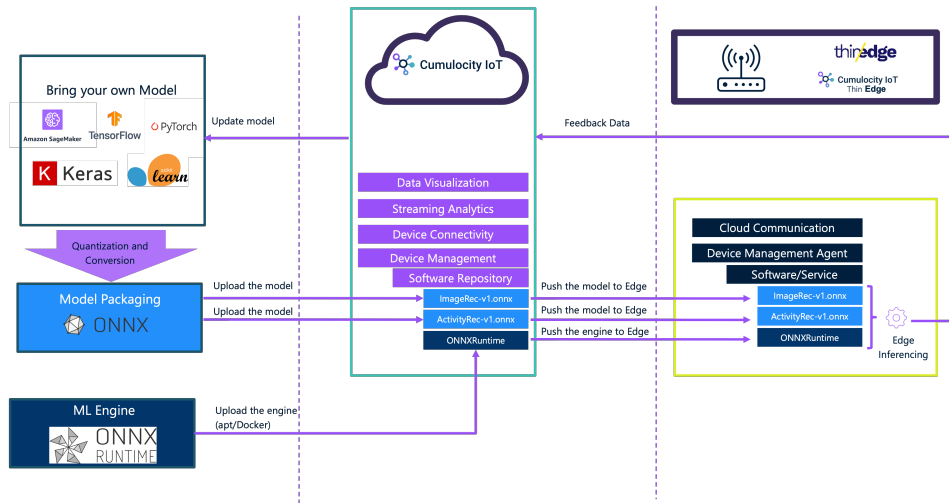 Bring your own Model
Amazon SageMaker
TensorFlow
PyTorch
K Keras
learn
Quantization and
Conversion
Model Packaging
ONNX
ML Engine
ONNX
RUNTIME
Update model
Upload the model
Upload the model
Upload the engine
(apt/Docker)
Cumulocity IoT
Data Visualization
Streaming Analytics
Device Connectivity
Device Management
Software Repository
ImageRec-v1.onnx
ActivityRec-v1.onnx
ONNXRuntime
Feedback Data
Push the model to Edge
Push the model to Edge
Push the engine to Edge
thin/edge
Cumulocity IoT
Thin Edge
Cloud Communication
Device Management Agent
Software/Service
ImageRec-v1.onnx
ActivityRec-v1.onnx
ONNXRuntime
Edge
Inferencing